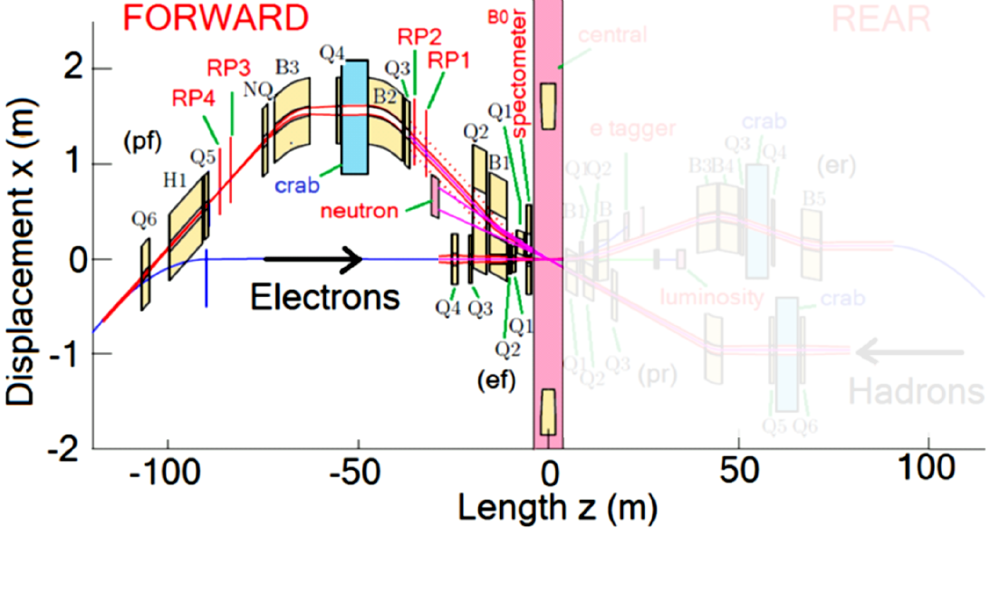 FORWARD
REAR
B0 spectometer
central
RP2
RP1
Q4
Q3
B3
B2
RP3
RP4
NQ
(pf)
Q5
H1
Q6
crab
neutron
Q2
Q1
B1
Electrons
Q4
Q3
Q1
Q2
(ef)
e tagger
crab
Q3
Q4
(er)
Q1
Q2
B3
B4
B5
B1
B
luminosity
crab
Q1
Q2
Q3
(pr)
Hadrons
Q5
Q6
2
1
0
-1
-2
Displacement x (m)
-100
-50
0
50
100
Length z (m)